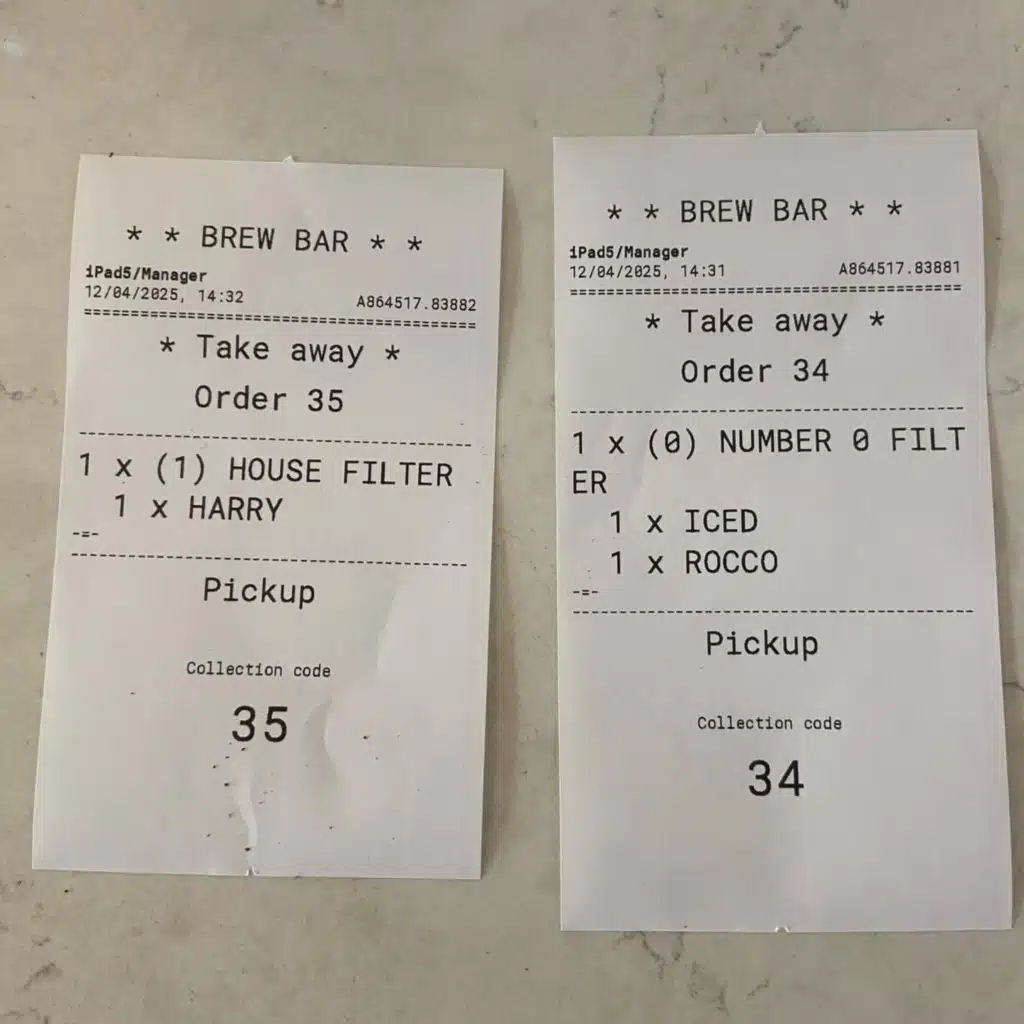 * * BREW BAR * *
iPad5/Manager
12/04/2025, 14:32 A864517.83882
==========================================
* Take away *
Order 35
------------------------------------------
1 x (1) HOUSE FILTER
1 x HARRY
-=-
------------------------------------------
Pickup
Collection code
35
* * BREW BAR * *
iPad5/Manager
12/04/2025, 14:31 A864517.83881
==========================================
* Take away *
Order 34
------------------------------------------
1 x (0) NUMBER 0 FILT
ER
1 x ICED
1 x ROCCO
-=-
------------------------------------------
Pickup
Collection code
34